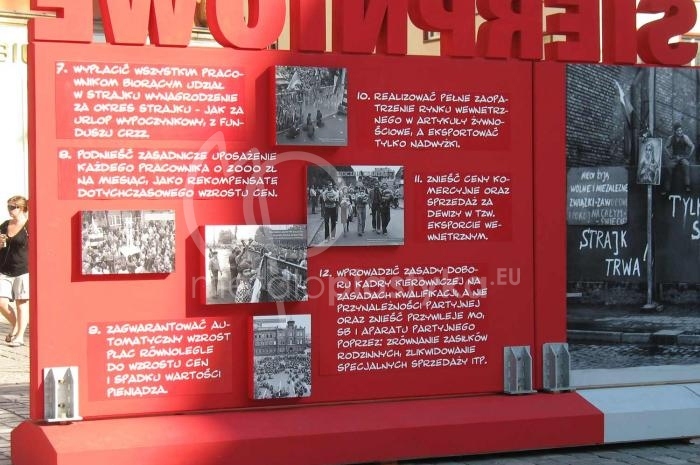 SIERPNIOWE
7. WYPŁACIĆ WSZYSTKIM PRACO-
WNIKOM BIORĄCYM UDZIAŁ
W STRAJKU WYNAGRODZENIE
ZA OKRES STRAJKU - JAK ZA
URLOP WYPOCZYNKOWY, Z FUN-
DUSZU CRZZ.
8. PODNIEŚĆ ZASADNICZE UPOSAŻENIE
KAŻDEGO PRACOWNIKA O 2000 ZŁ
NA MIESIĄC, JAKO REKOMPENSATĘ
DOTYCHCZASOWEGO WZROSTU CEN.
9. ZAGWARANTOWAĆ AU-
TOMATYCZNY WZROST
PŁAC RÓWNOLEGLE
DO WZROSTU CEN
I SPADKU WARTOŚCI
PIENIĄDZA.
10. REALIZOWAĆ PEŁNE ZAOPA-
TRZENIE RYNKU WEWNĘTRZ-
NEGO W ARTYKUŁY ŻYWNO-
ŚCIOWE, A EKSPORTOWAĆ
TYLKO NADWYŻKI.
11. ZNIEŚĆ CENY KO-
MERCYJNE ORAZ
SPRZEDAŻ ZA
DEWIZY W TZW.
EKSPORCIE WE-
WNĘTRZNYM.
12. WPROWADZIĆ ZASADY DOBO-
RU KADRY KIEROWNICZEJ NA
ZASADACH KWALIFIKACJI, A NIE
PRZYNALEŻNOŚCI PARTYJNEJ
ORAZ ZNIEŚĆ PRZYWILEJE MO,
SB I APARATU PARTYJNEGO
POPRZEZ: ZRÓWNANIE ZASIŁKÓW
RODZINNYCH, ZLIKWIDOWANIE
SPECJALNYCH SPRZEDAŻY ITP.
WOLNE I NIEZALEŻNE
STRAJK
TRWA!
.EU